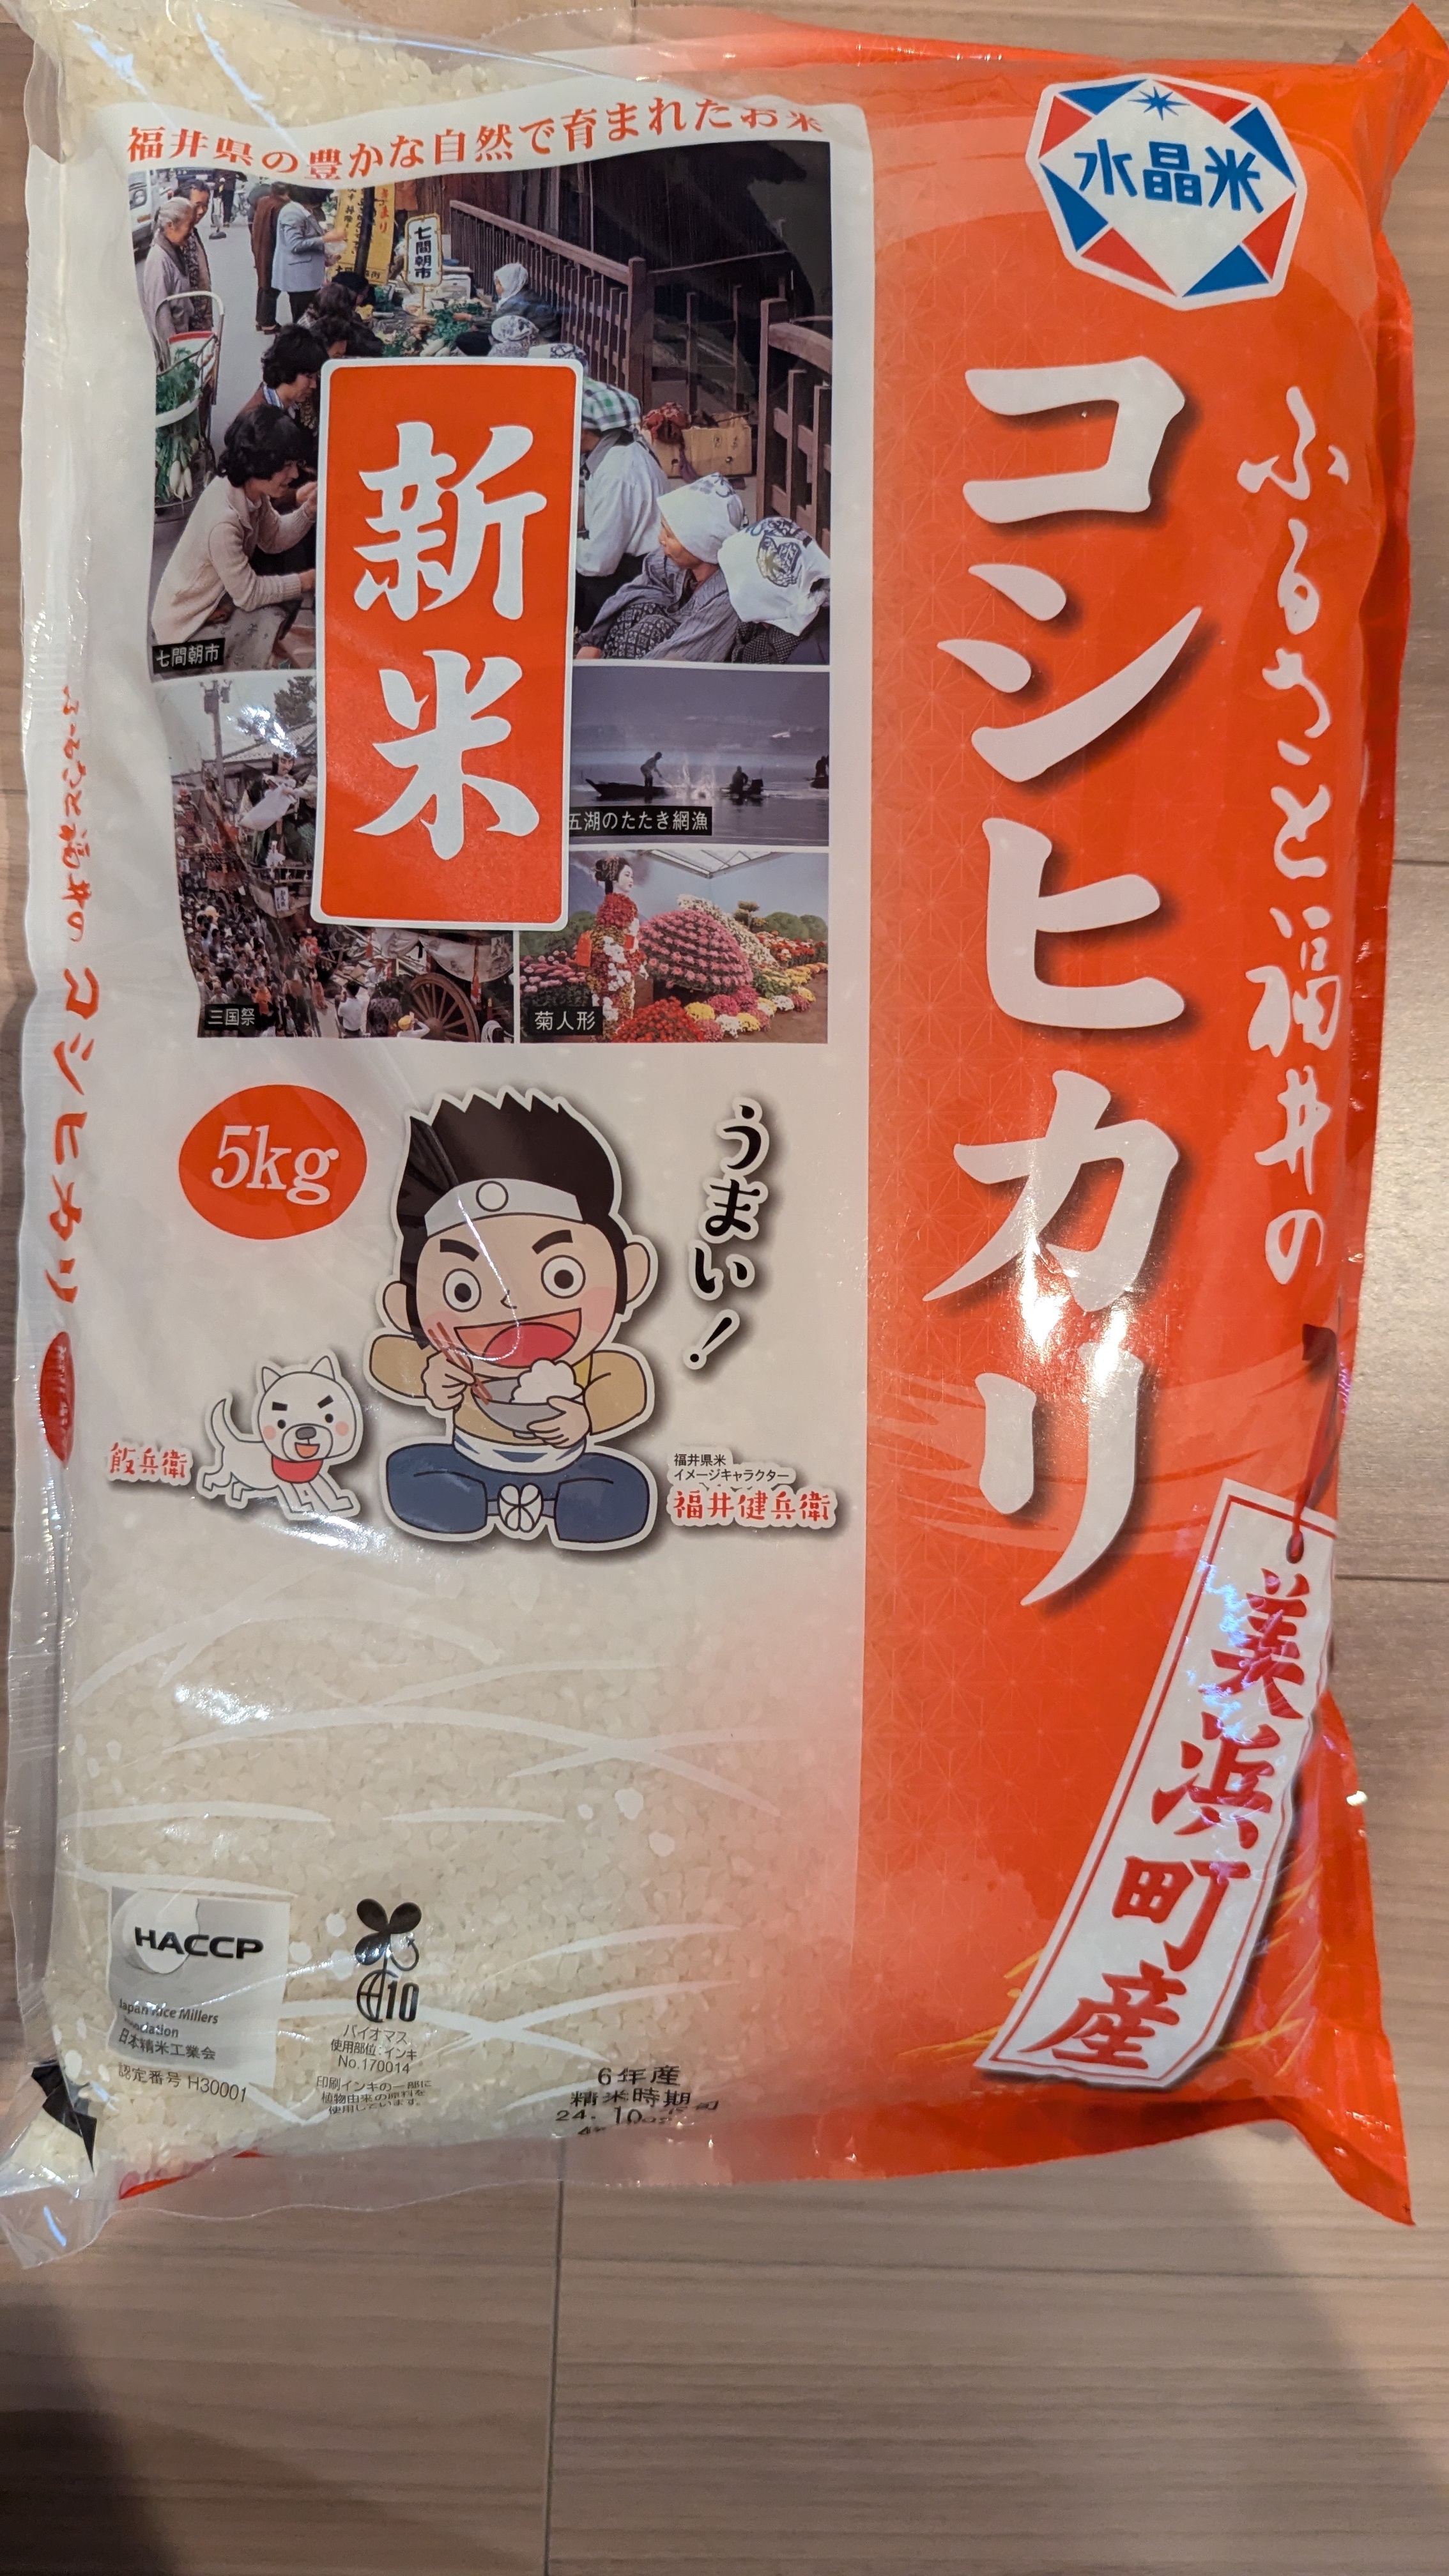 水晶米
ふるさと福井の
コシヒカリ
美浜町産
福井県の豊かな自然で育まれたお米
七間朝市
新米
七間朝市
五湖のたたき網漁
三国祭
菊人形
5kg
うまい!
飯兵衛
福井県米
イメージキャラクター
福井健兵衛
ふるさと福井の コシヒカリ
HACCP
Japan Rice Millers
日本精米工業会
認定番号 H30001
10
バイオマス
使用部位:インキ
No.170014
印刷インキの一部に
植物由来の原料を
使用しています。
6年産
精米時期
24. 10